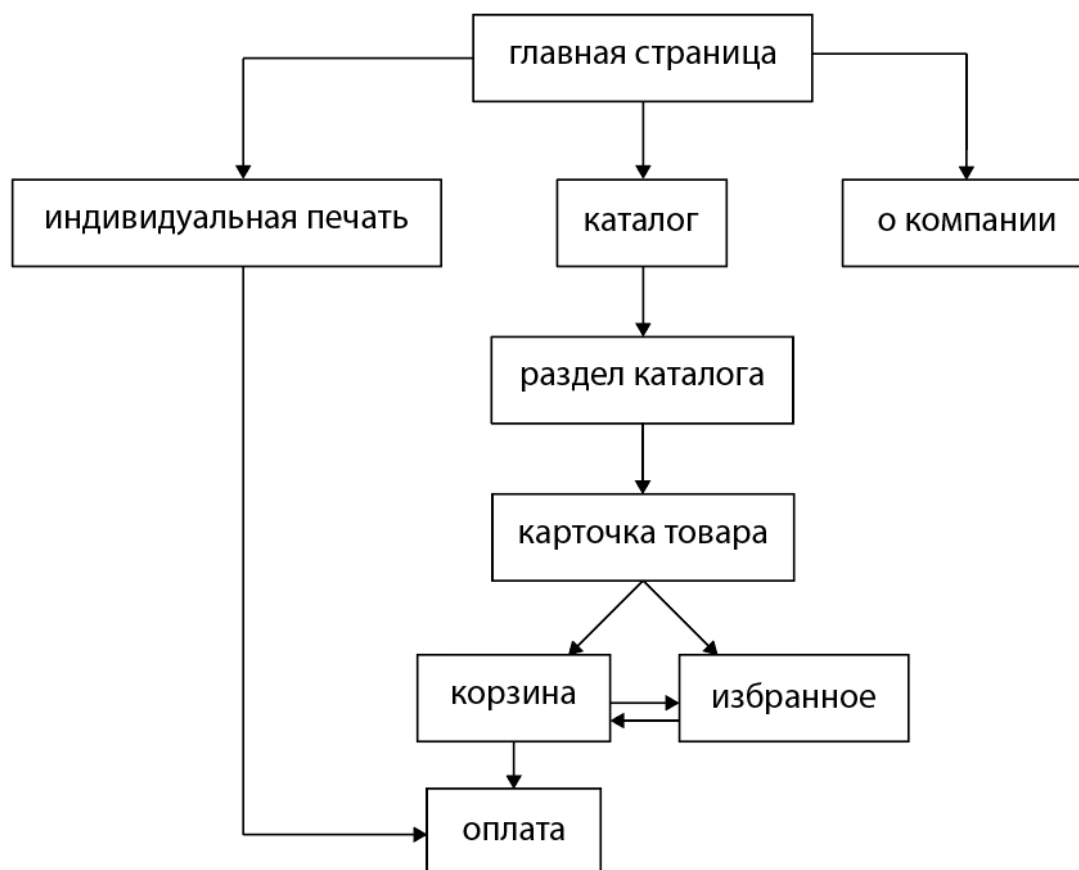 главная страница
индивидуальная печать
каталог
о компании
раздел каталога
карточка товара
корзина
избранное
оплата